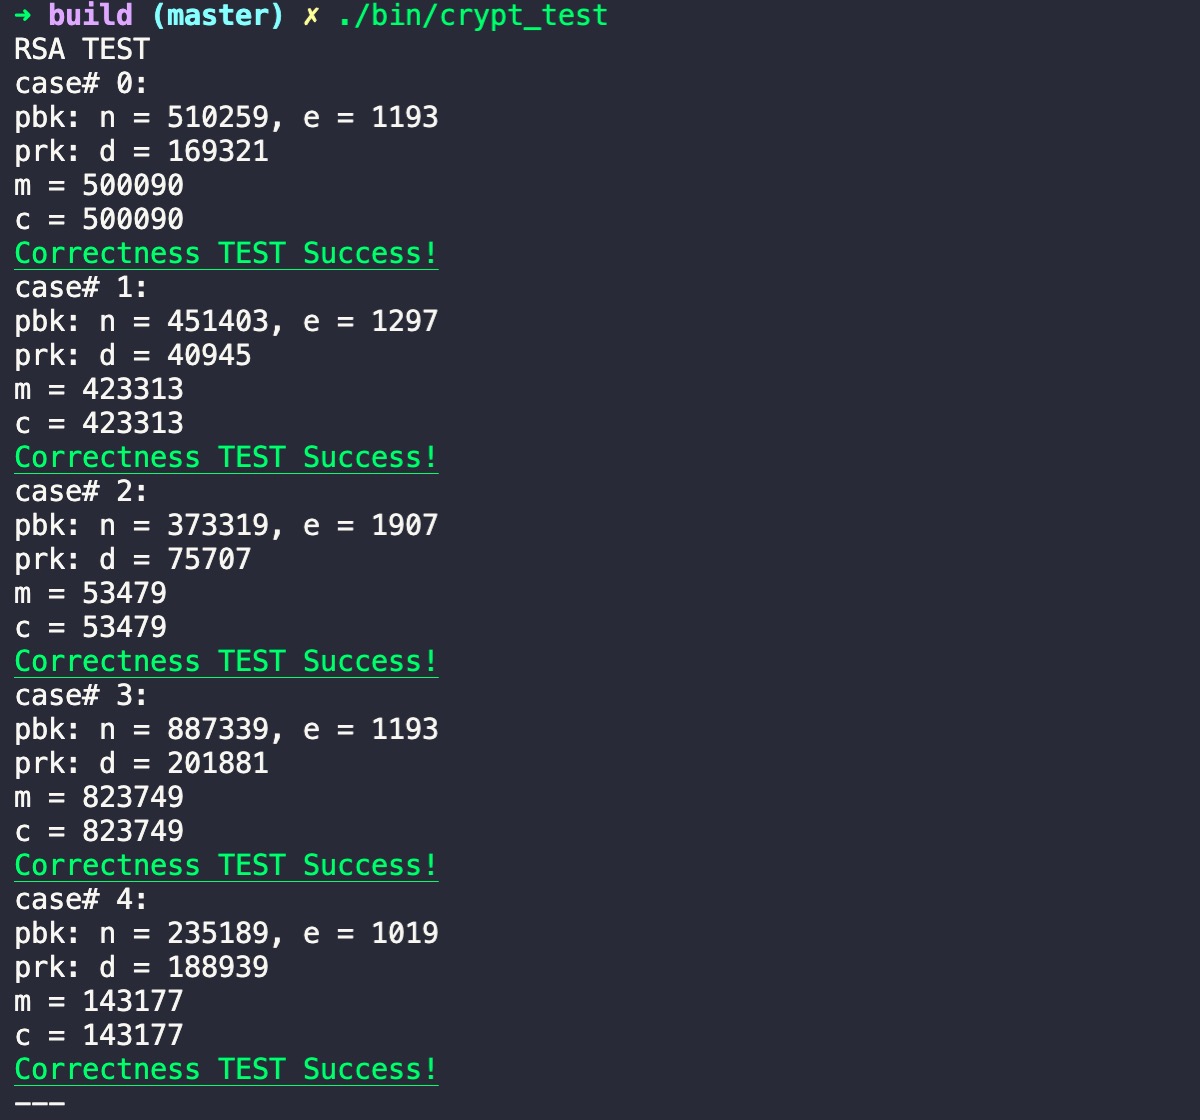 ➜ build (master) ✗ ./bin/crypt_test
RSA TEST
case# 0:
pbk: n = 510259, e = 1193
prk: d = 169321
m = 500090
c = 500090
Correctness TEST Success!
case# 1:
pbk: n = 451403, e = 1297
prk: d = 40945
m = 423313
c = 423313
Correctness TEST Success!
case# 2:
pbk: n = 373319, e = 1907
prk: d = 75707
m = 53479
c = 53479
Correctness TEST Success!
case# 3:
pbk: n = 887339, e = 1193
prk: d = 201881
m = 823749
c = 823749
Correctness TEST Success!
case# 4:
pbk: n = 235189, e = 1019
prk: d = 188939
m = 143177
c = 143177
Correctness TEST Success!
---